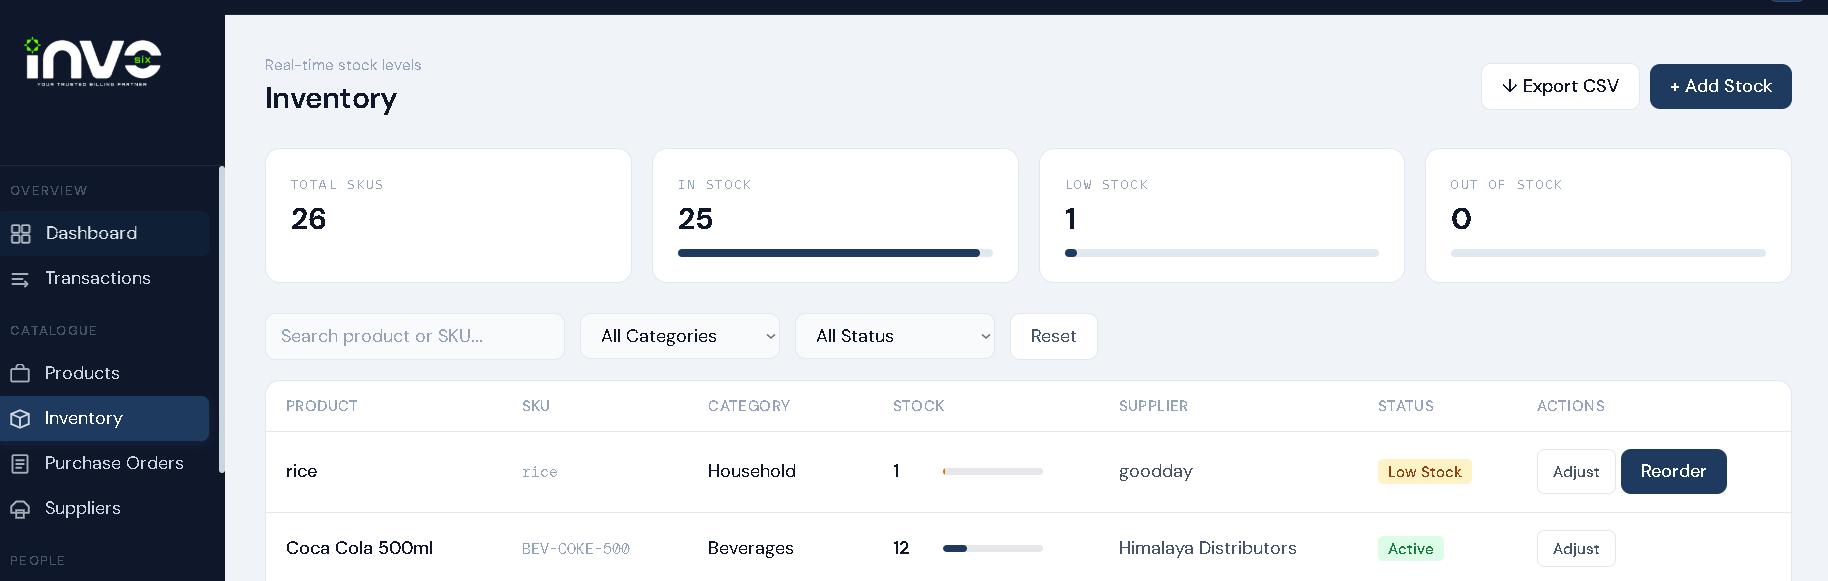 invo
six
YOUR TRUSTED BILLING PARTNER
OVERVIEW
Dashboard
Transactions
CATALOGUE
Products
Inventory
Purchase Orders
Suppliers
PEOPLE
Real-time stock levels
Inventory
↓ Export CSV
+ Add Stock
TOTAL SKUS
26
IN STOCK
25
LOW STOCK
1
OUT OF STOCK
0
Search product or SKU...
All Categories
All Status
Reset
PRODUCT SKU CATEGORY STOCK SUPPLIER STATUS ACTIONS
rice rice Household 1 goodday Low Stock Adjust Reorder
Coca Cola 500ml BEV-COKE-500 Beverages 12 Himalaya Distributors Active Adjust